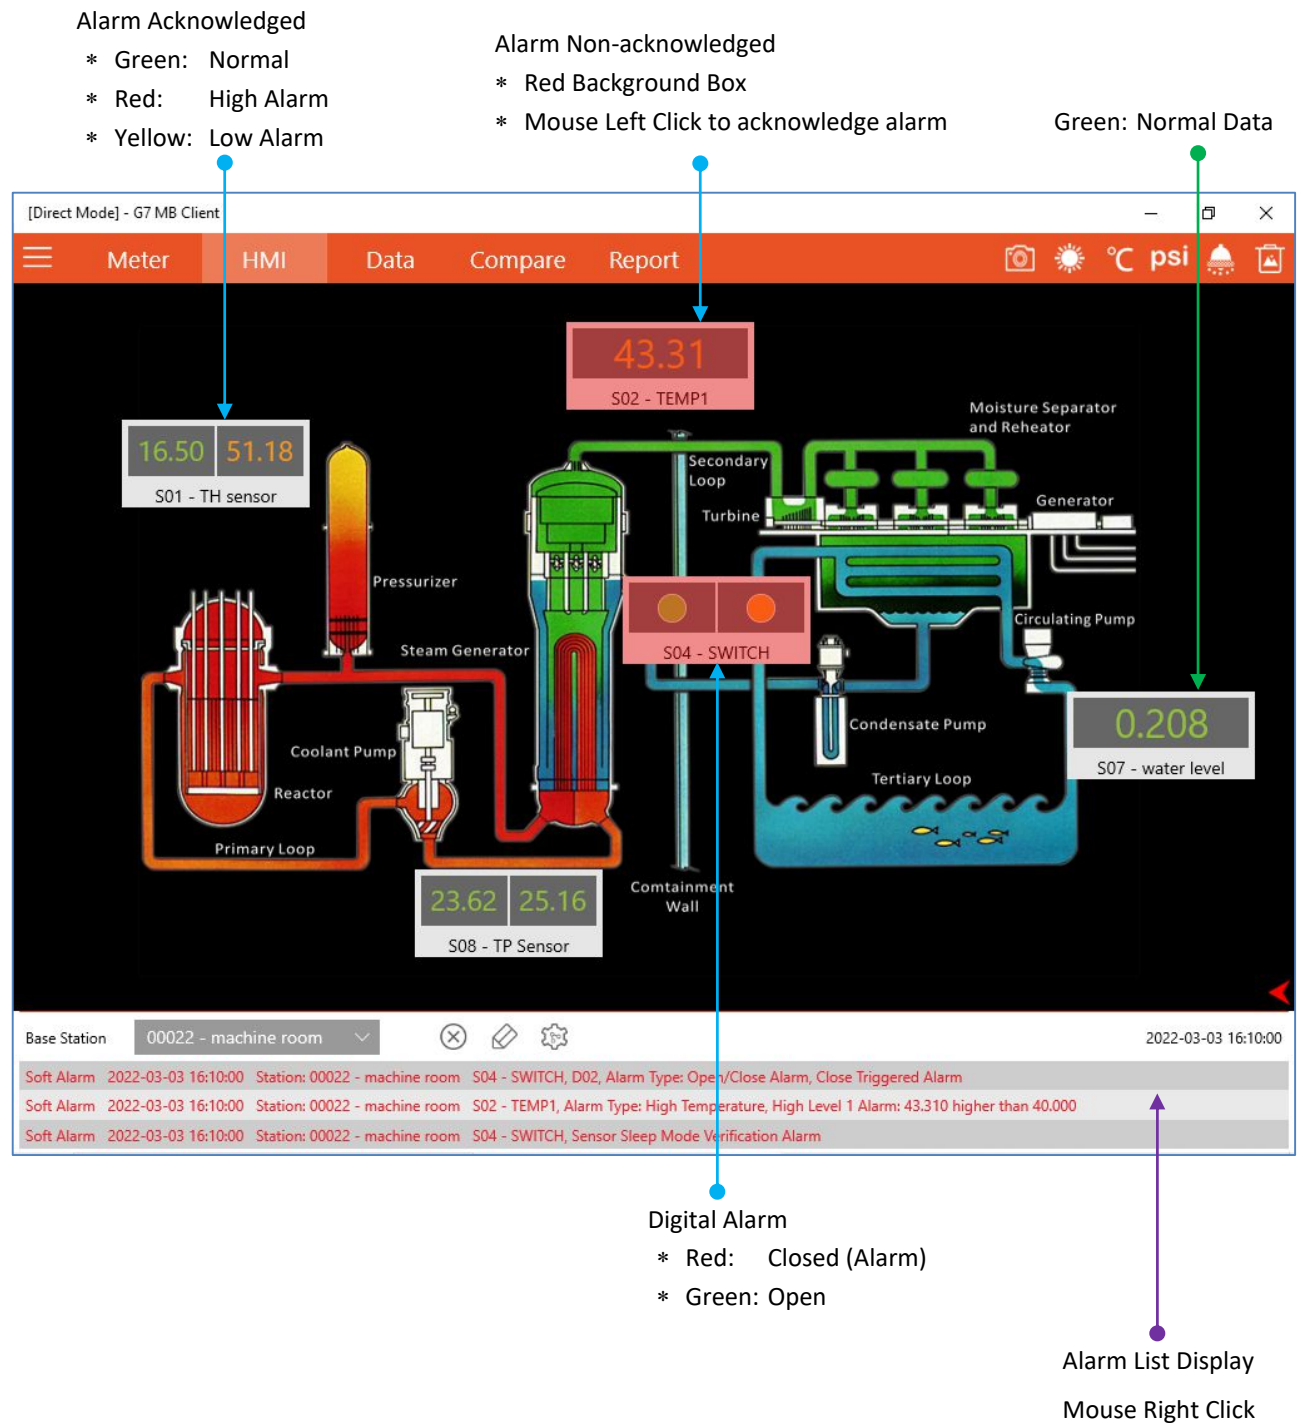 Alarm Acknowledged
* Green: Normal
* Red: High Alarm
* Yellow: Low Alarm
Alarm Non-acknowledged
* Red Background Box
* Mouse Left Click to acknowledge alarm
Green: Normal Data
[Direct Mode] - G7 MB Client
Meter HMI Data Compare Report °C psi
43.31
S02 - TEMP1
16.50 51.18
S01 - TH sensor
Moisture Separator
and Reheator
Secondary
Loop
Turbine
Generator
Pressurizer
Circulating Pump
Steam Generator
S04 - SWITCH
0.208
S07 - water level
Condensate Pump
Coolant Pump
Tertiary Loop
Reactor
Primary Loop
Comtainment
Wall
23.62 25.16
S08 - TP Sensor
Base Station 00022 - machine room 2022-03-03 16:10:00
Soft Alarm 2022-03-03 16:10:00 Station: 00022 - machine room S04 - SWITCH, D02, Alarm Type: Open/Close Alarm, Close Triggered Alarm
Soft Alarm 2022-03-03 16:10:00 Station: 00022 - machine room S02 - TEMP1, Alarm Type: High Temperature, High Level 1 Alarm: 43.310 higher than 40.000
Soft Alarm 2022-03-03 16:10:00 Station: 00022 - machine room S04 - SWITCH, Sensor Sleep Mode Verification Alarm
Digital Alarm
* Red: Closed (Alarm)
* Green: Open
Alarm List Display
Mouse Right Click